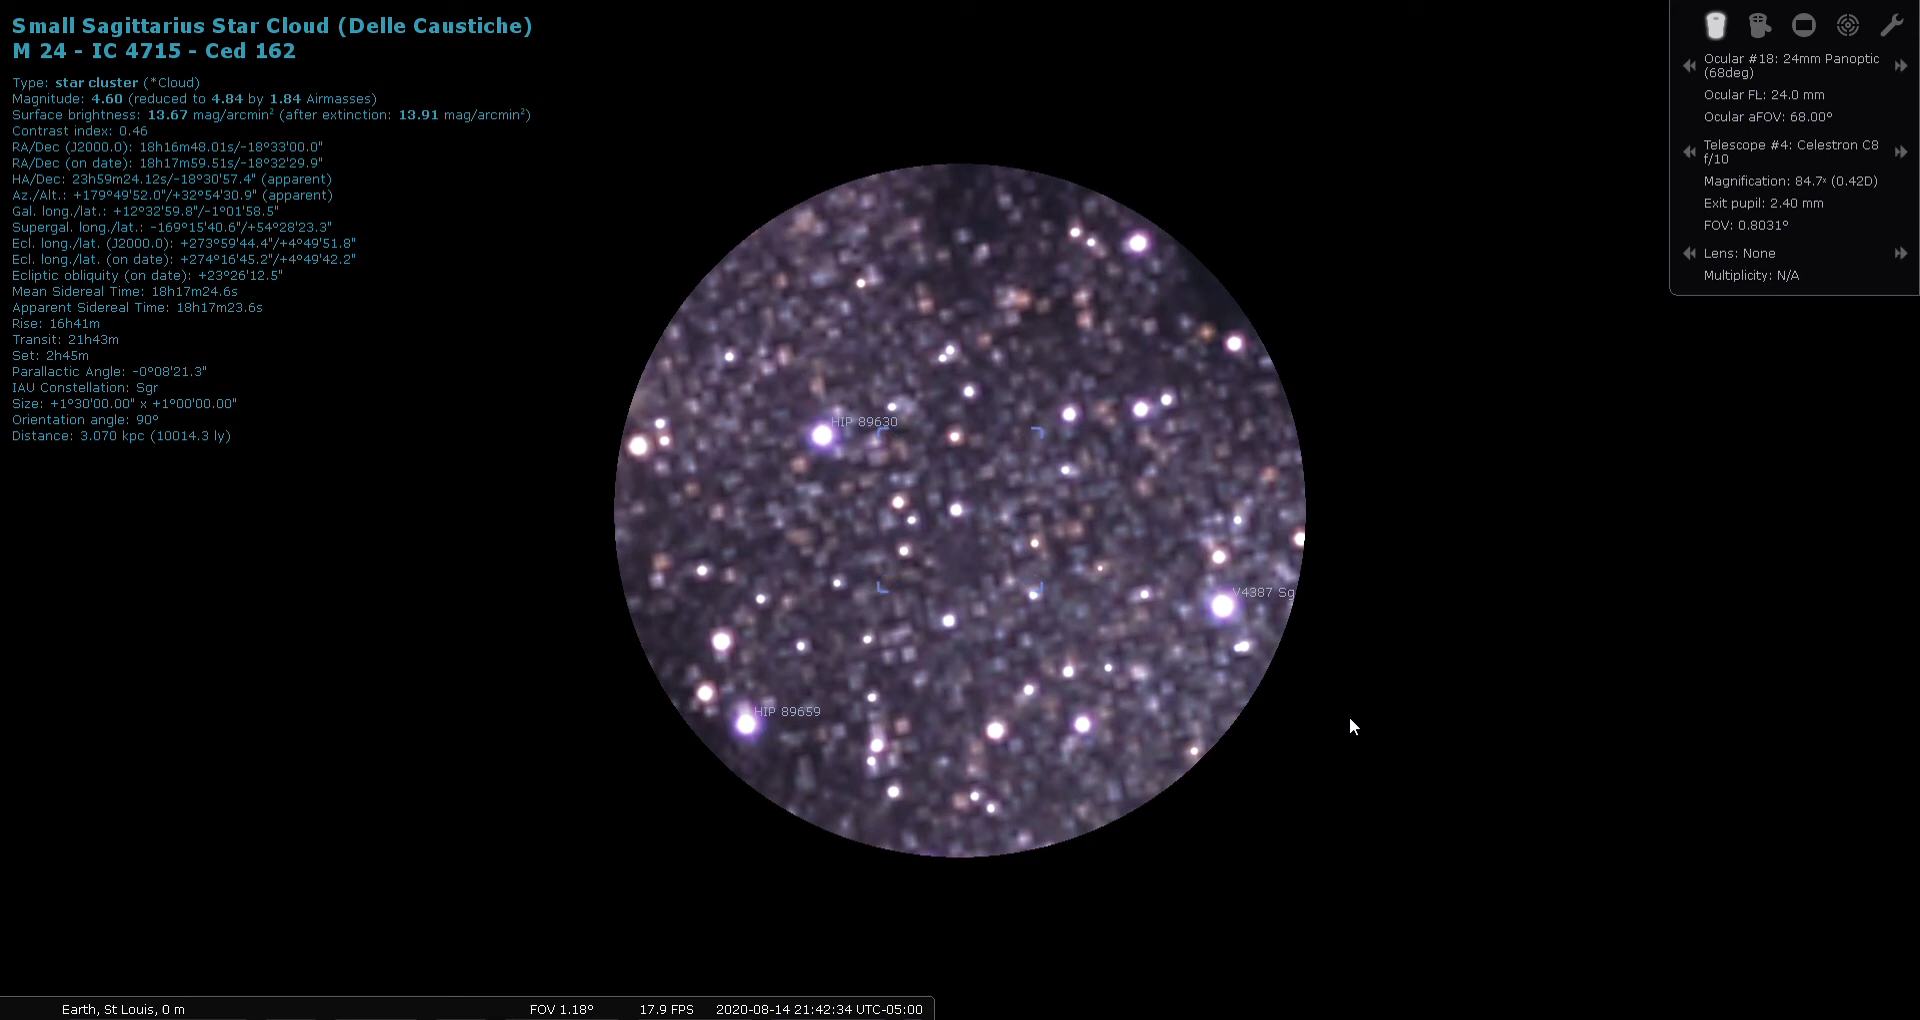 Small Sagittarius Star Cloud (Delle Caustiche)
M 24 - IC 4715 - Ced 162
Type: star cluster (*Cloud)
Magnitude: 4.60 (reduced to 4.84 by 1.84 Airmasses)
Surface brightness: 13.67 mag/arcmin² (after extinction: 13.91 mag/arcmin²)
Contrast index: 0.46
RA/Dec (J2000.0): 18h16m48.01s/-18°33'00.0"
RA/Dec (on date): 18h17m59.51s/-18°32'29.9"
HA/Dec: 23h59m24.12s/-18°30'57.4" (apparent)
Az./Alt.: +179°49'52.0"/+32°54'30.9" (apparent)
Gal. long./lat.: +12°32'59.8"/-1°01'58.5"
Supergal. long./lat.: -169°15'40.6"/+54°28'23.3"
Ecl. long./lat. (J2000.0): +273°59'44.4"/+4°49'51.8"
Ecl. long./lat. (on date): +274°16'45.2"/+4°49'42.2"
Ecliptic obliquity (on date): +23°26'12.5"
Mean Sidereal Time: 18h17m24.6s
Apparent Sidereal Time: 18h17m23.6s
Rise: 16h41m
Transit: 21h43m
Set: 2h45m
Parallactic Angle: -0°08'21.3"
IAU Constellation: Sgr
Size: +1°30'00.00" x +1°00'00.00"
Orientation angle: 90°
Distance: 3.070 kpc (10014.3 ly)
Ocular #18: 24mm Panoptic
(68deg)
Ocular FL: 24.0 mm
Ocular aFOV: 68.00°
Telescope #4: Celestron C8
f/10
Magnification: 84.7ˣ (0.42D)
Exit pupil: 2.40 mm
FOV: 0.8031°
Lens: None
Multiplicity: N/A
HIP 89630
V4387 Sg
HIP 89659
Earth, St Louis, 0 m
FOV 1.18°
17.9 FPS
2020-08-14 21:42:34 UTC-05:00